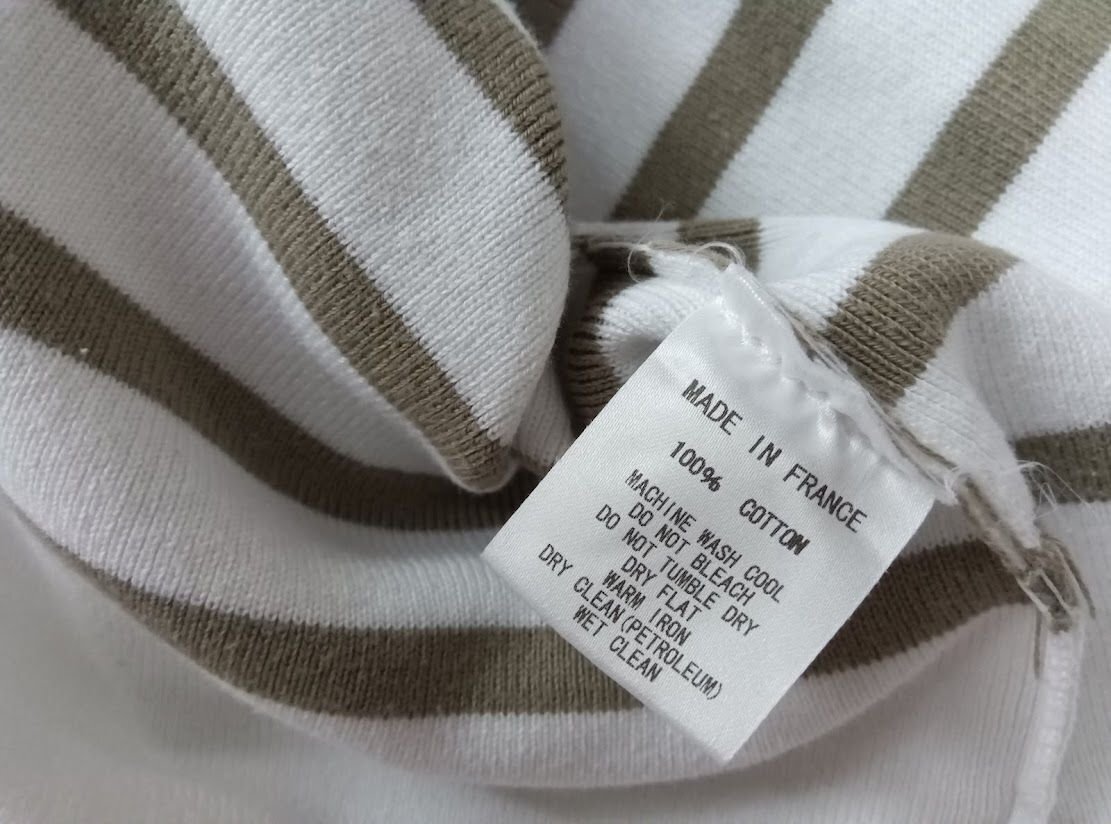 MADE IN FRANCE
100% COTTON
MACHINE WASH COOL
DO NOT BLEACH
DO NOT TUMBLE DRY
DRY FLAT
WARM IRON
DRY CLEAN(PETROLEUM)
WET CLEAN